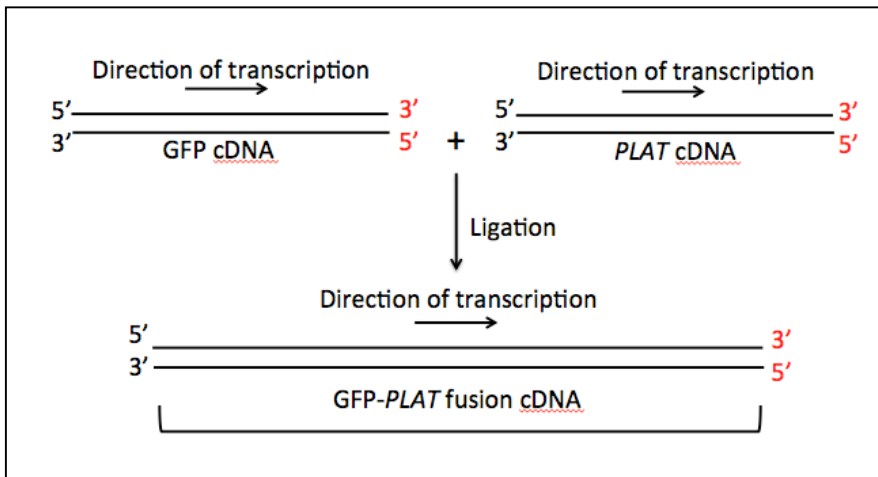 Direction of transcription
5’ 3’
3’ 5’
GFP cDNA
+
Direction of transcription
5’ 3’
3’ 5’
PLAT cDNA
Ligation
Direction of transcription
5’ 3’
3’ 5’
GFP-PLAT fusion cDNA